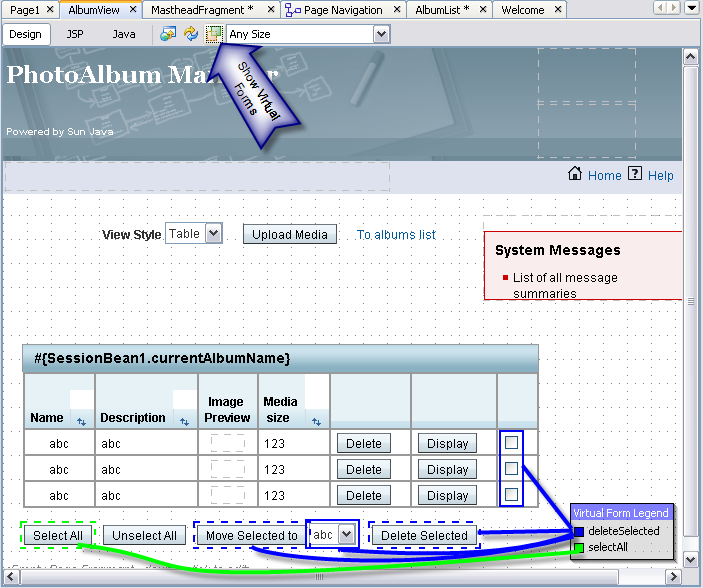 Page1 × AlbumView × MastheadFragment * × Page Navigation × AlbumList * × Welcome ×
Design JSP Java Any Size
Show Virtual
Forms
PhotoAlbum
Powered by Sun Java
Home ? Help
View Style Table Upload Media To albums list
System Messages
List of all message
summaries
#{SessionBean1.currentAlbumName}
Name Description Image Preview Media size
abc abc 123 Delete Display
abc abc 123 Delete Display
abc abc 123 Delete Display
Virtual Form Legend
deleteSelected
selectAll
Select All Unselect All Move Selected to abc Delete Selected